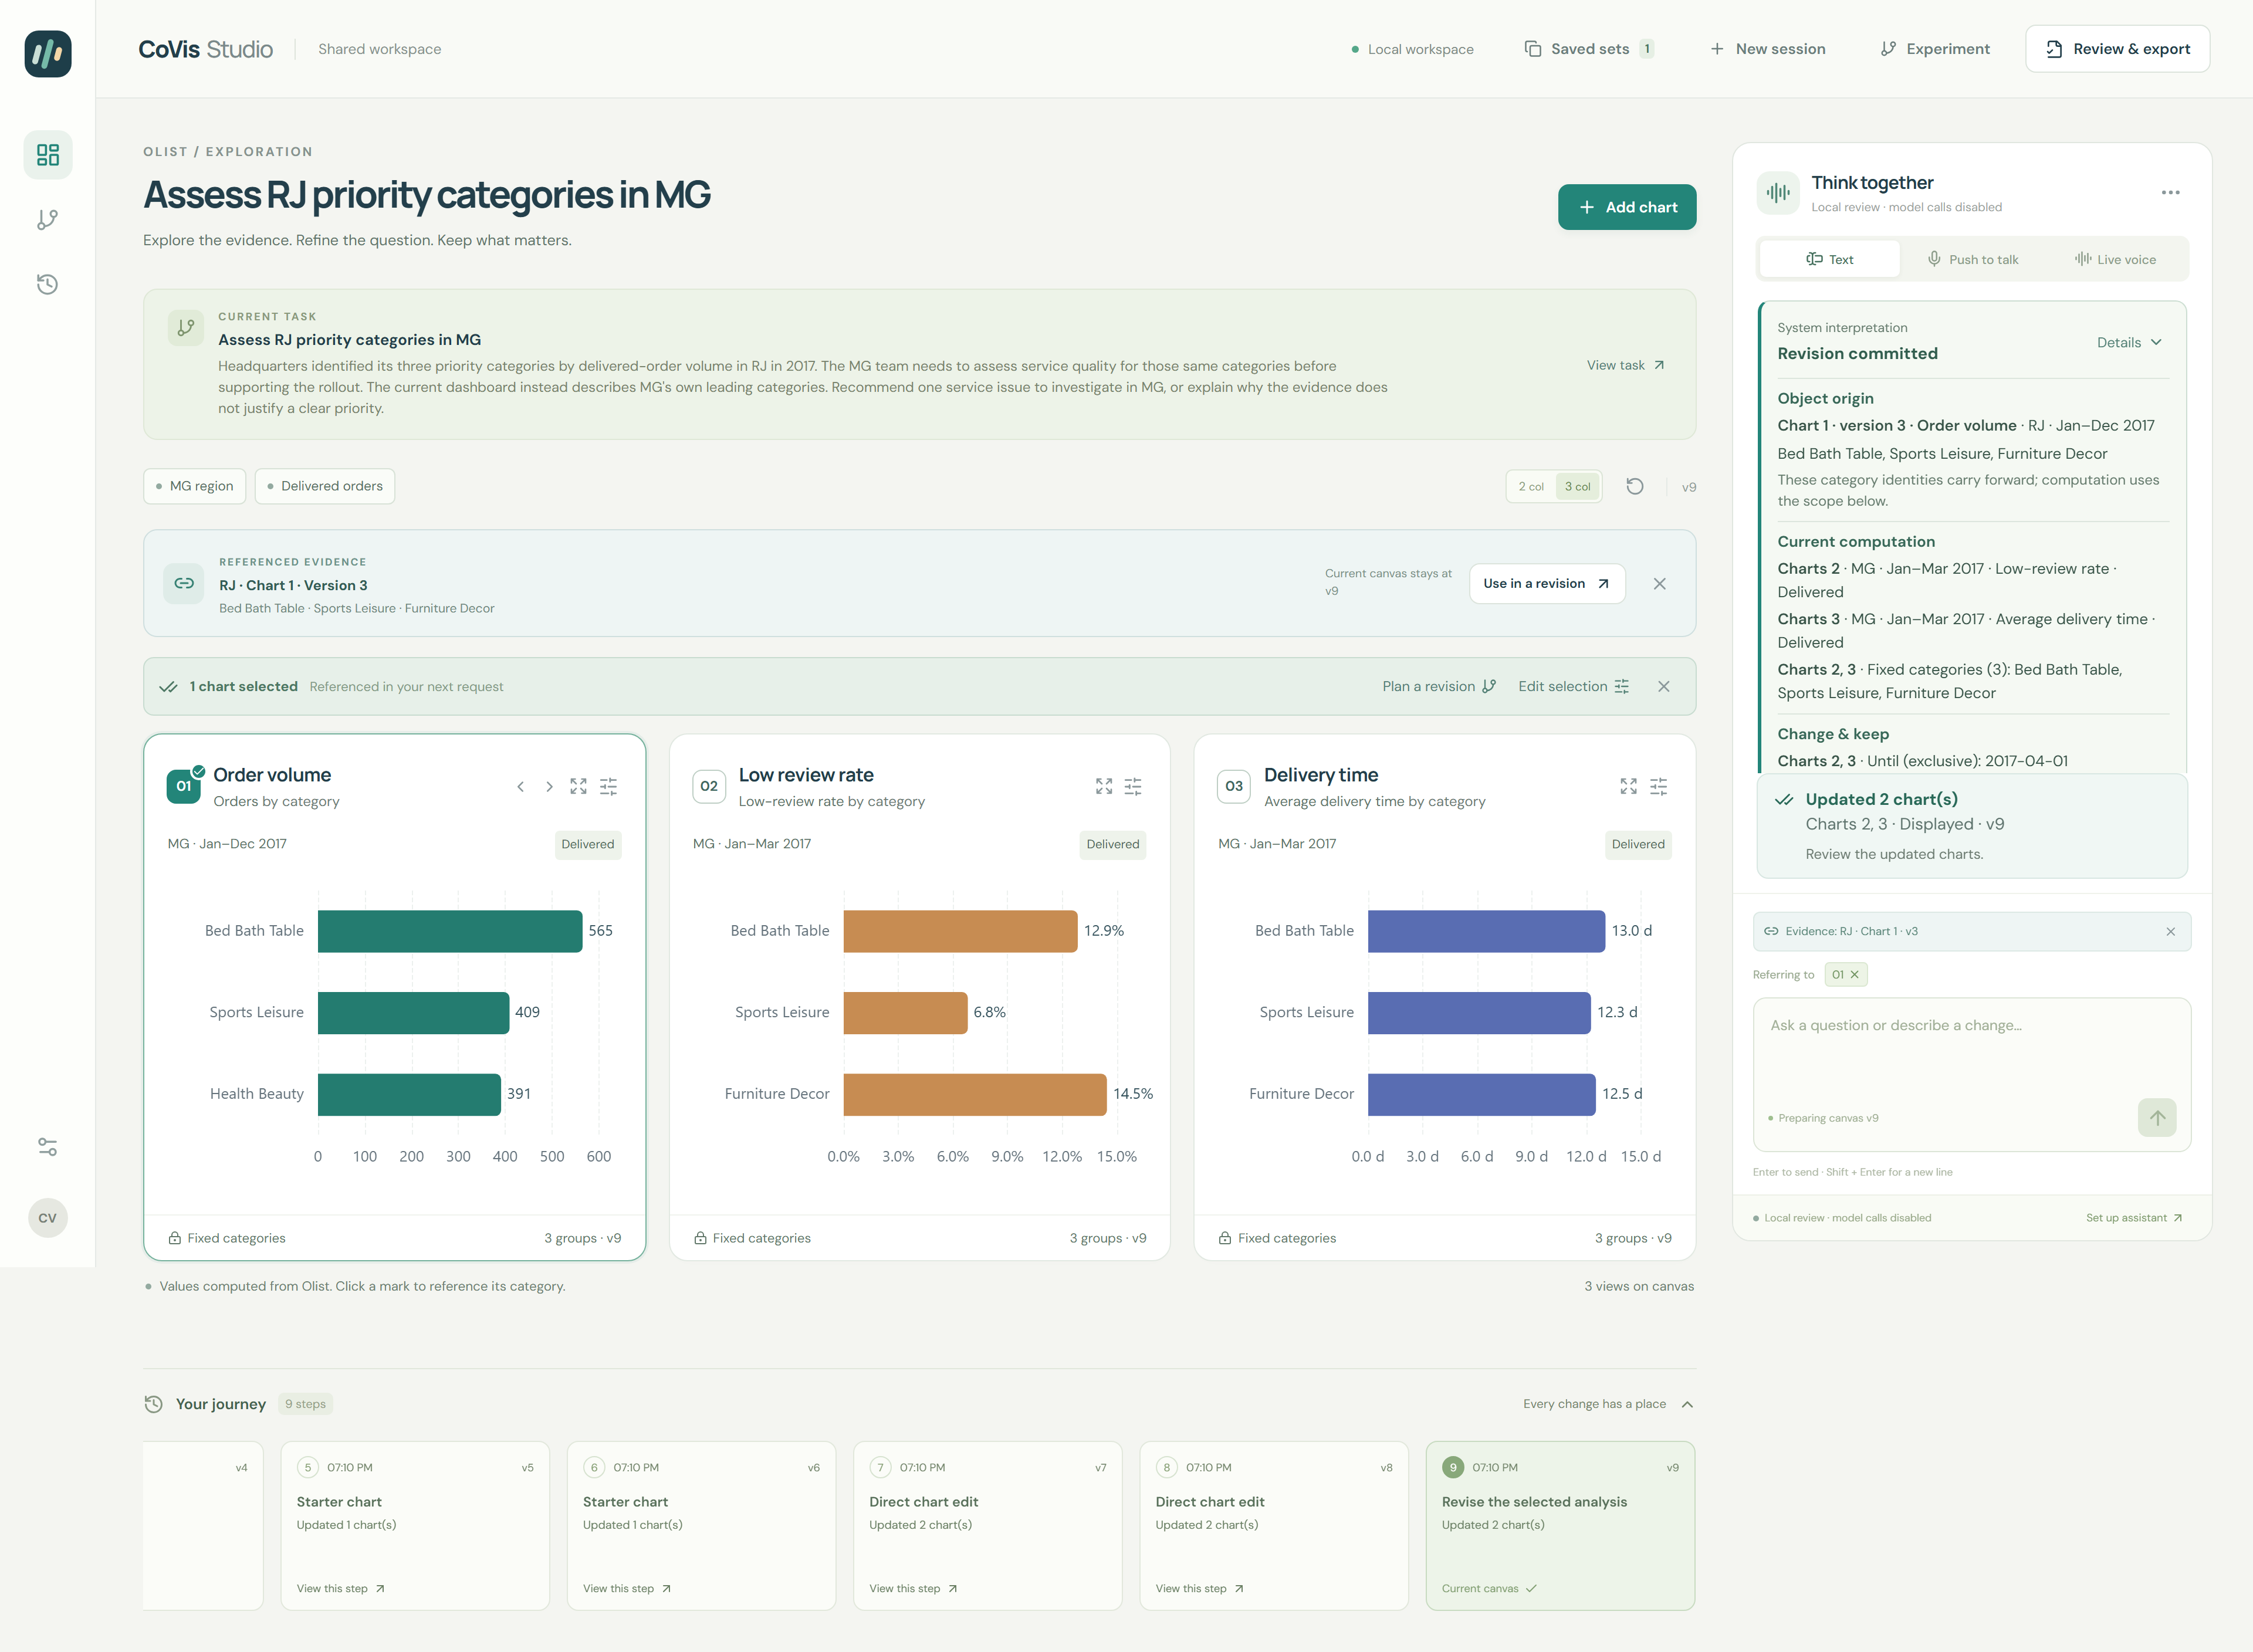 CoVis Studio
Shared workspace
Local workspace
Saved sets 1
New session
Experiment
Review & export
OLIST / EXPLORATION
Assess RJ priority categories in MG
Explore the evidence. Refine the question. Keep what matters.
Add chart
CURRENT TASK
Assess RJ priority categories in MG
Headquarters identified its three priority categories by delivered-order volume in RJ in 2017. The MG team needs to assess service quality for those same categories before
supporting the rollout. The current dashboard instead describes MG's own leading categories. Recommend one service issue to investigate in MG, or explain why the evidence does
not justify a clear priority.
View task
MG region
Delivered orders
2 col
3 col
v9
REFERENCED EVIDENCE
RJ · Chart 1 · Version 3
Bed Bath Table · Sports Leisure · Furniture Decor
Current canvas stays at
v9
Use in a revision
1 chart selected
Referenced in your next request
Plan a revision
Edit selection
01
Order volume
Orders by category
MG · Jan–Dec 2017
Delivered
Bed Bath Table
565
Sports Leisure
409
Health Beauty
391
0 100 200 300 400 500 600
Fixed categories
3 groups · v9
02
Low review rate
Low-review rate by category
MG · Jan–Mar 2017
Delivered
Bed Bath Table
12.9%
Sports Leisure
6.8%
Furniture Decor
14.5%
0.0% 3.0% 6.0% 9.0% 12.0% 15.0%
Fixed categories
3 groups · v9
03
Delivery time
Average delivery time by category
MG · Jan–Mar 2017
Delivered
Bed Bath Table
13.0 d
Sports Leisure
12.3 d
Furniture Decor
12.5 d
0.0 d 3.0 d 6.0 d 9.0 d 12.0 d 15.0 d
Fixed categories
3 groups · v9
Values computed from Olist. Click a mark to reference its category.
3 views on canvas
Your journey
9 steps
Every change has a place
v4
5 07:10 PM v5
Starter chart
Updated 1 chart(s)
View this step
6 07:10 PM v6
Starter chart
Updated 1 chart(s)
View this step
7 07:10 PM v7
Direct chart edit
Updated 2 chart(s)
View this step
8 07:10 PM v8
Direct chart edit
Updated 2 chart(s)
View this step
9 07:10 PM v9
Revise the selected analysis
Updated 2 chart(s)
Current canvas
Think together
Local review · model calls disabled
Text
Push to talk
Live voice
System interpretation
Revision committed
Details
Object origin
Chart 1 · version 3 · Order volume · RJ · Jan–Dec 2017
Bed Bath Table, Sports Leisure, Furniture Decor
These category identities carry forward; computation uses
the scope below.
Current computation
Charts 2 · MG · Jan–Mar 2017 · Low-review rate ·
Delivered
Charts 3 · MG · Jan–Mar 2017 · Average delivery time ·
Delivered
Charts 2, 3 · Fixed categories (3): Bed Bath Table,
Sports Leisure, Furniture Decor
Change & keep
Charts 2, 3 · Until (exclusive): 2017-04-01
Updated 2 chart(s)
Charts 2, 3 · Displayed · v9
Review the updated charts.
Evidence: RJ · Chart 1 · v3
Referring to
01
Ask a question or describe a change...
Preparing canvas v9
Enter to send · Shift + Enter for a new line
Local review · model calls disabled
Set up assistant
CV